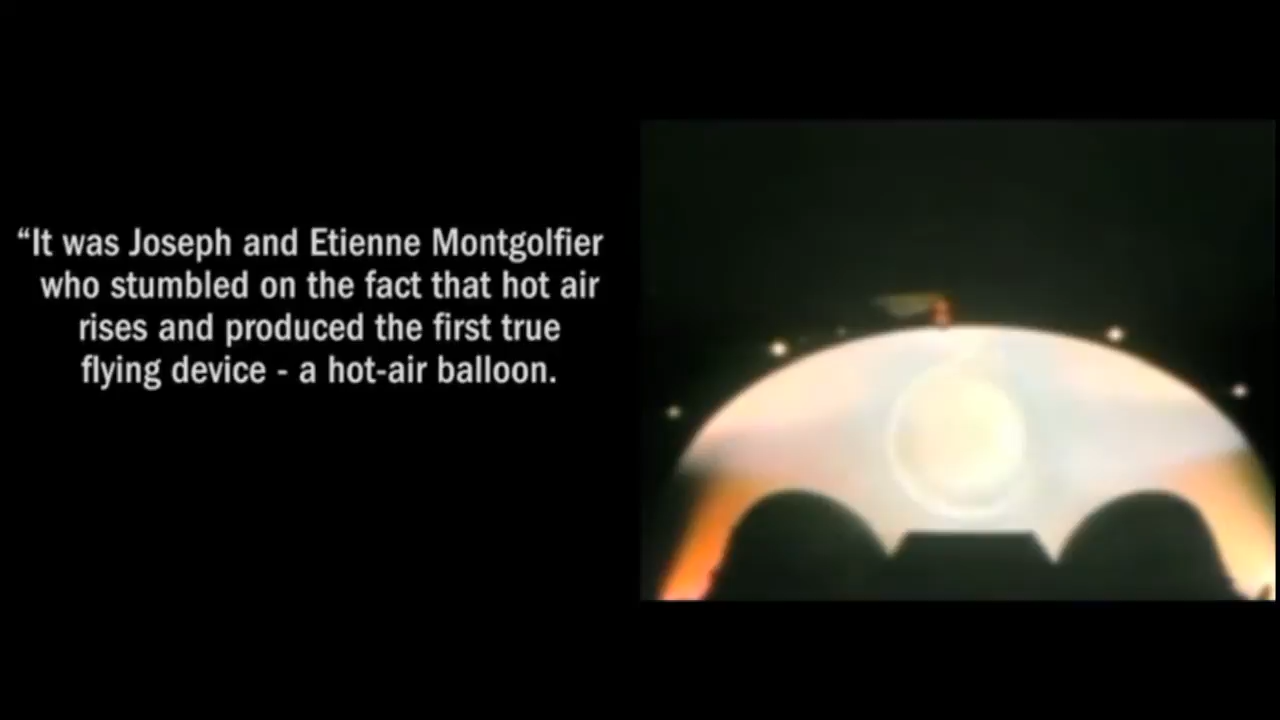 “It was Joseph and Etienne Montgolfier
who stumbled on the fact that hot air
rises and produced the first true
flying device - a hot-air balloon.